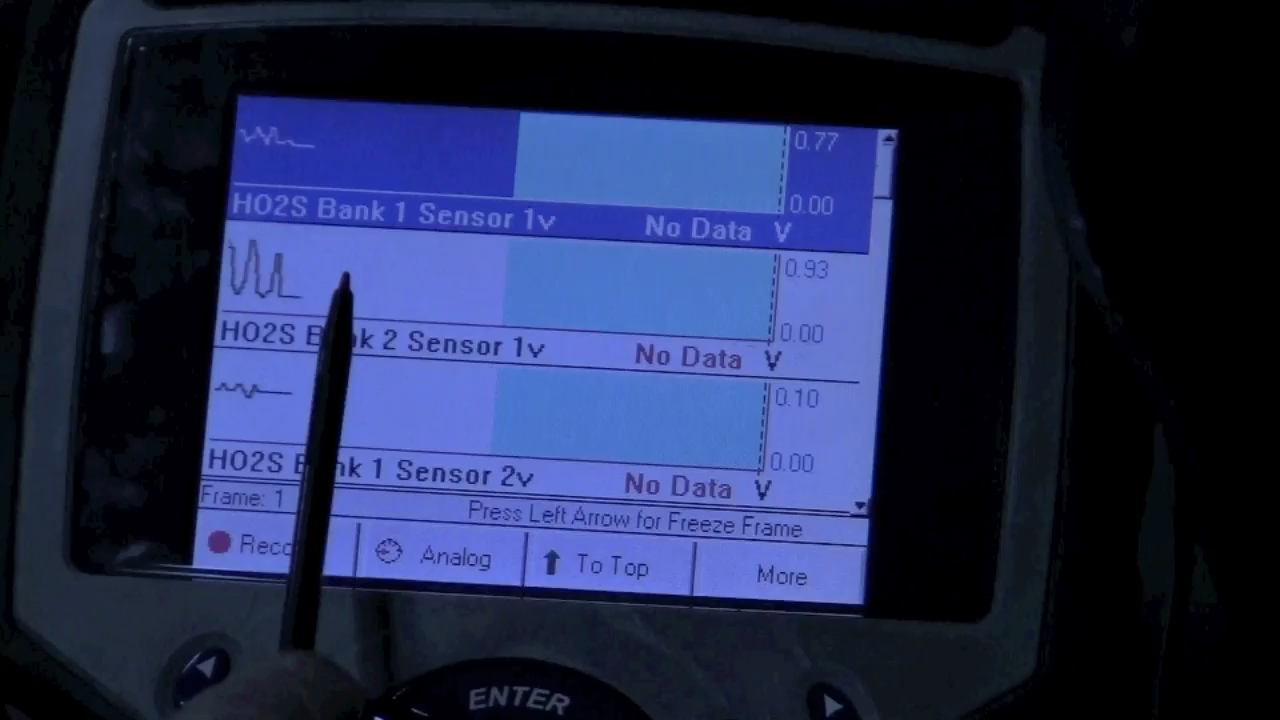 0.77
0.00
HO2S Bank 1 Sensor 1v No Data V
0.93
0.00
HO2S B nk 2 Sensor 1v No Data V
0.10
0.00
HO2S B nk 1 Sensor 2v No Data V
Frame: 1 Press Left Arrow for Freeze Frame
Reco Analog To Top More
ENTER